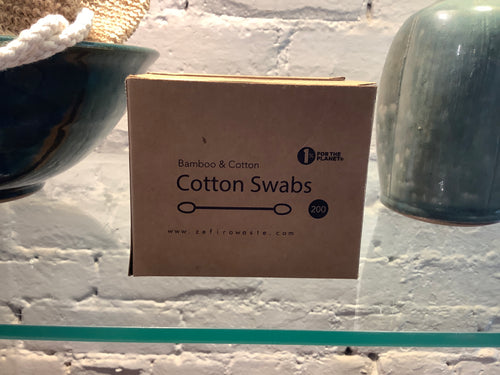 1% FOR THE
PLANET®
Bamboo & Cotton
Cotton Swabs
200
www.zefirowaste.com